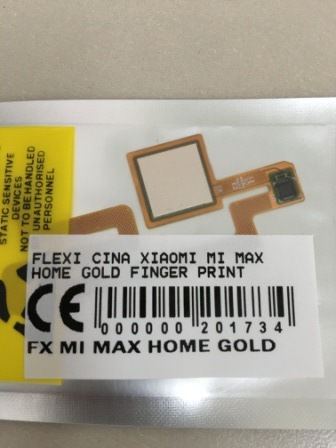 STATIC SENSITIVE
DEVICES
NOT TO BE HANDLED
UNAUTHORISED
PERSONNEL
FLEXI CINA XIAOMI MI MAX
HOME GOLD FINGER PRINT
CE
000000 201734
FX MI MAX HOME GOLD